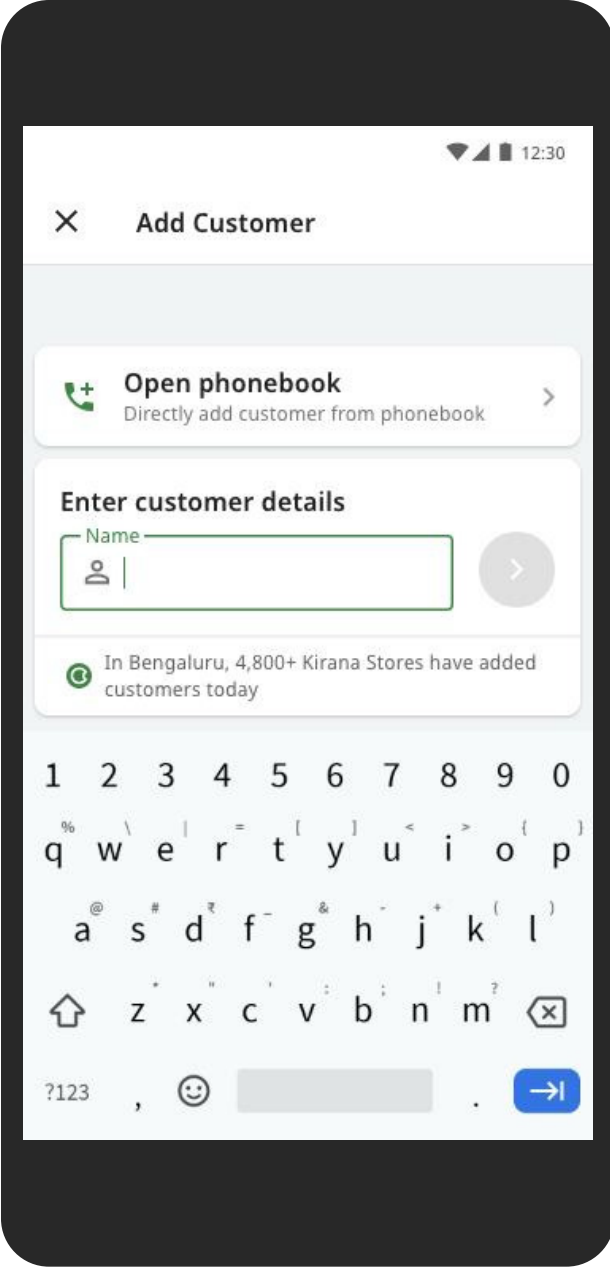 12:30
Add Customer
Open phonebook
Directly add customer from phonebook
Enter customer details
Name
In Bengaluru, 4,800+ Kirana Stores have added
customers today
1 2 3 4 5 6 7 8 9 0
% \ | = [ ] < > { }
q w e r t y u i o p
@ # ₹ _ & - + ( )
a s d f g h j k l
* " ' : ; ! ?
z x c v b n m
?123 , .